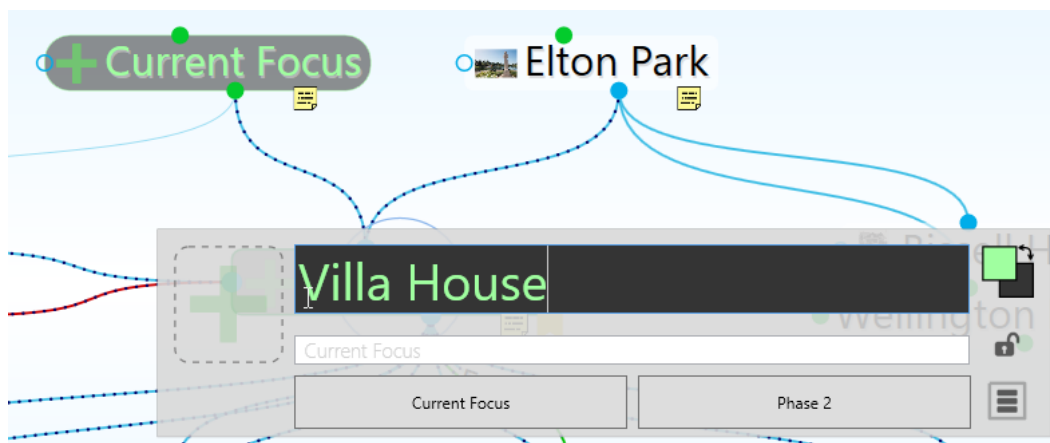 Current Focus
Elton Park
Villa House
Wellington
Current Focus
Current Focus
Phase 2